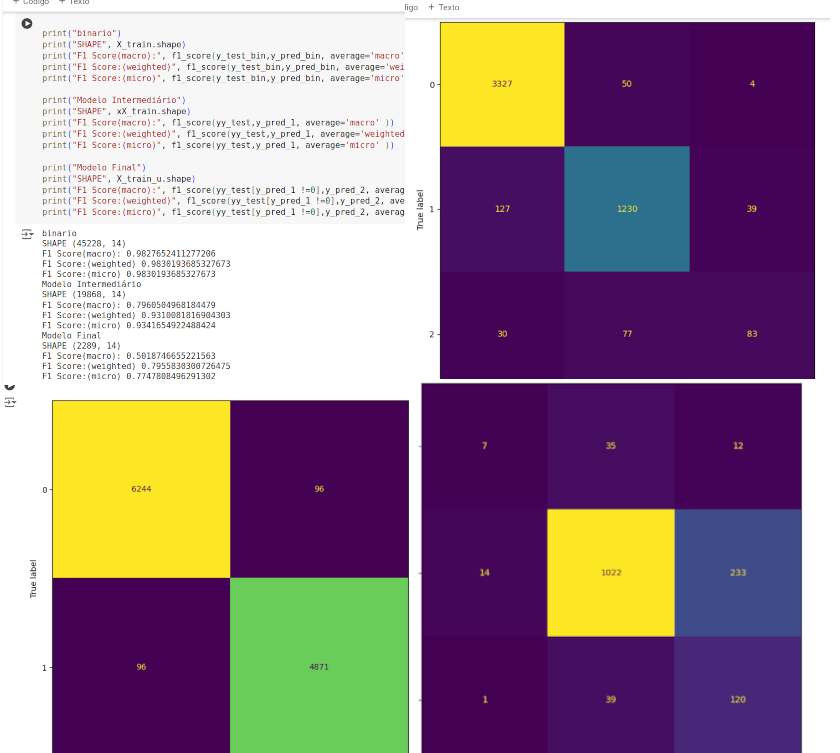 + Código + Texto
print("binario")
print("SHAPE", X_train.shape)
print("F1 Score(macro):", f1_score(y_test_bin,y_pred_bin, average='macro'
print("F1 Score:(weighted)", f1_score(y_test_bin,y_pred_bin, average='wei
print("F1 Score:(micro)", f1_score(y_test_bin,y_pred_bin, average='micro'
print("Modelo Intermediário")
print("SHAPE", xX_train.shape)
print("F1 Score(macro):", f1_score(yy_test,y_pred_1, average='macro' ))
print("F1 Score:(weighted)", f1_score(yy_test,y_pred_1, average='weighted
print("F1 Score:(micro)", f1_score(yy_test,y_pred_1, average='micro' ))
print("Modelo Final")
print("SHAPE", X_train_u.shape)
print("F1 Score(macro):", f1_score(yy_test[y_pred_1 !=0],y_pred_2, averag
print("F1 Score:(weighted)", f1_score(yy_test[y_pred_1 !=0],y_pred_2, ave
print("F1 Score:(micro)", f1_score(yy_test[y_pred_1 !=0],y_pred_2, averag
binario
SHAPE (45228, 14)
F1 Score(macro): 0.9827652411277206
F1 Score:(weighted) 0.9830193685327673
F1 Score:(micro) 0.9830193685327673
Modelo Intermediário
SHAPE (19868, 14)
F1 Score(macro): 0.7960504968184479
F1 Score:(weighted) 0.9310081816904303
F1 Score:(micro) 0.9341654922488424
Modelo Final
SHAPE (2289, 14)
F1 Score(macro): 0.5018746655221563
F1 Score:(weighted) 0.7955830300726475
F1 Score:(micro) 0.7747808496291302
igo + Texto
True label
0 3327 50 4
1 127 1230 39
2 30 77 83
True label
0 6244 96
1 96 4871
7 35 12
14 1022 233
1 39 120